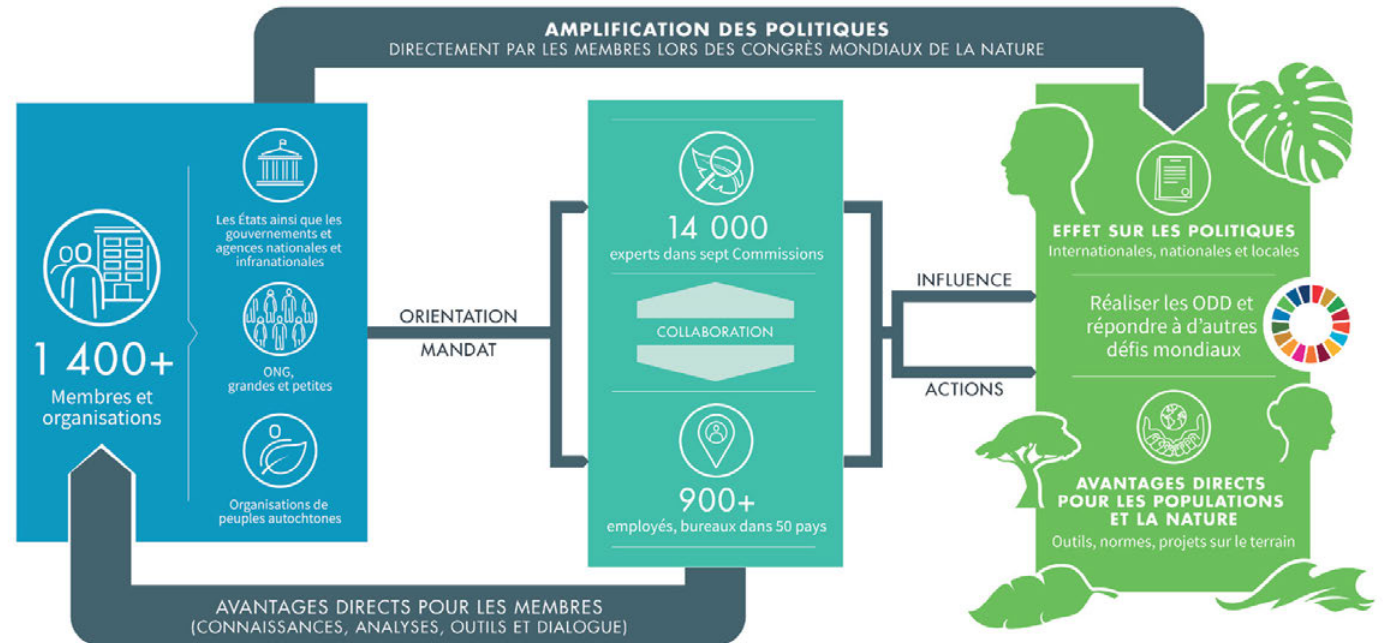 AMPLIFICATION DES POLITIQUES
DIRECTEMENT PAR LES MEMBRES LORS DES CONGRÈS MONDIAUX DE LA NATURE
1 400+
Membres et
organisations
Les États ainsi que les
gouvernements et
agences nationales et
infranationales
ONG,
grandes et petites
Organisations de
peuples autochtones
ORIENTATION
MANDAT
14 000
experts dans sept Commissions
COLLABORATION
900+
employés, bureaux dans 50 pays
INFLUENCE
ACTIONS
EFFET SUR LES POLITIQUES
Internationales, nationales et locales
Réaliser les ODD et
répondre à d’autres
défis mondiaux
AVANTAGES DIRECTS
POUR LES POPULATIONS
ET LA NATURE
Outils, normes, projets sur le terrain
AVANTAGES DIRECTS POUR LES MEMBRES
(CONNAISSANCES, ANALYSES, OUTILS ET DIALOGUE)